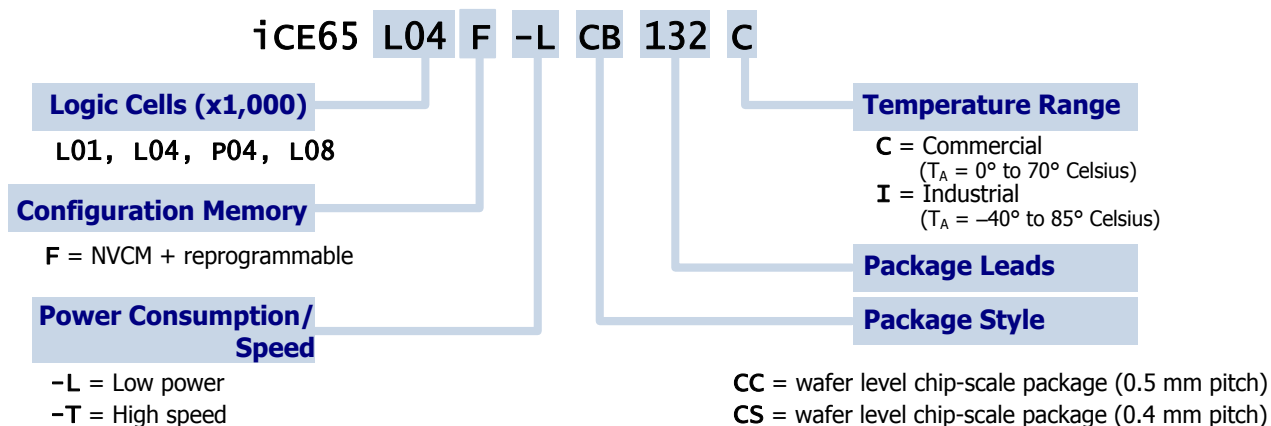 iCE65 L04 F -L CB 132 C
Logic Cells (x1,000)
L01, L04, P04, L08
Configuration Memory
F = NVCM + reprogrammable
Power Consumption/
Speed
-L = Low power
-T = High speed
Temperature Range
C = Commercial
(TA = 0° to 70° Celsius)
I = Industrial
(TA = –40° to 85° Celsius)
Package Leads
Package Style
CC = wafer level chip-scale package (0.5 mm pitch)
CS = wafer level chip-scale package (0.4 mm pitch)